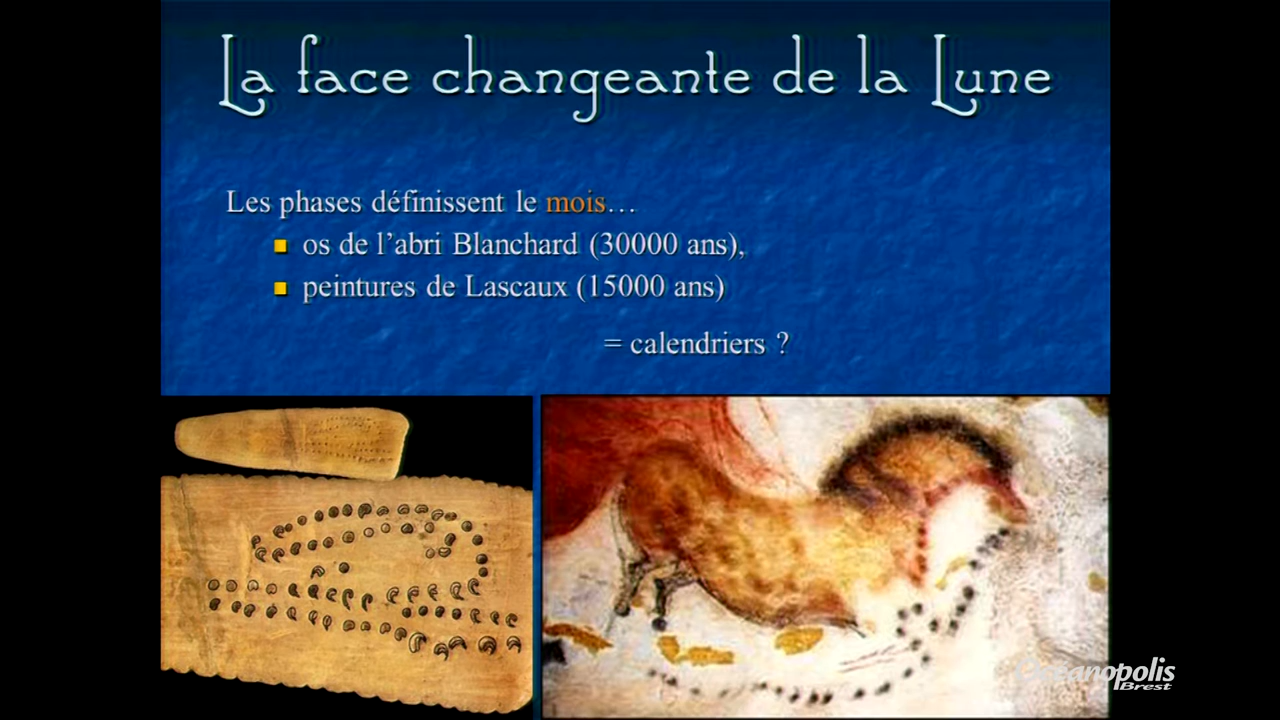 La face changeante de la Lune
Les phases définissent le mois…
os de l’abri Blanchard (30000 ans),
peintures de Lascaux (15000 ans)
= calendriers ?
Oceanopolis
Brest